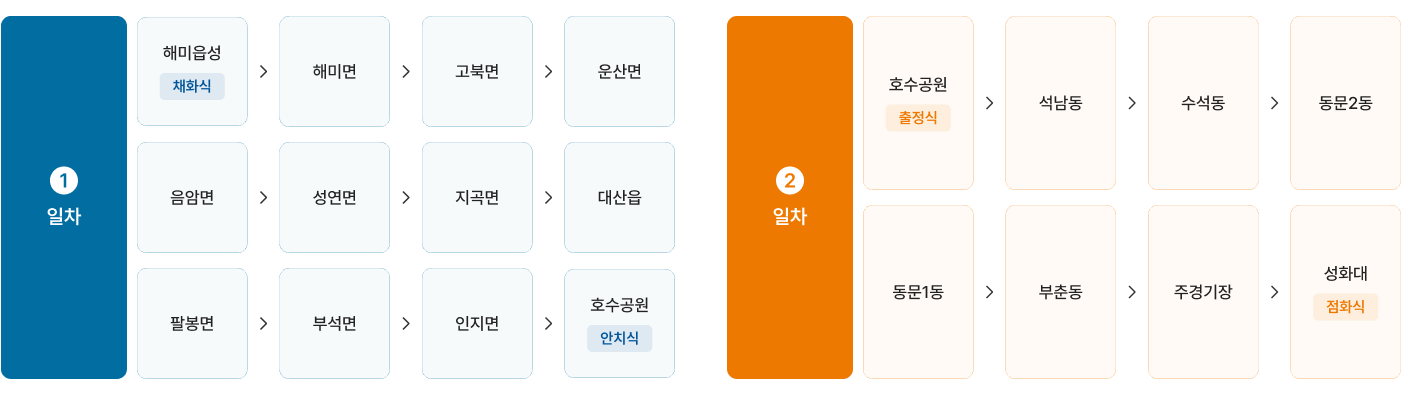 1
일차
해미읍성
채화식
해미면
고북면
운산면
음암면
성연면
지곡면
대산읍
팔봉면
부석면
인지면
호수공원
안치식
2
일차
호수공원
출정식
석남동
수석동
동문2동
동문1동
부춘동
주경기장
성화대
점화식